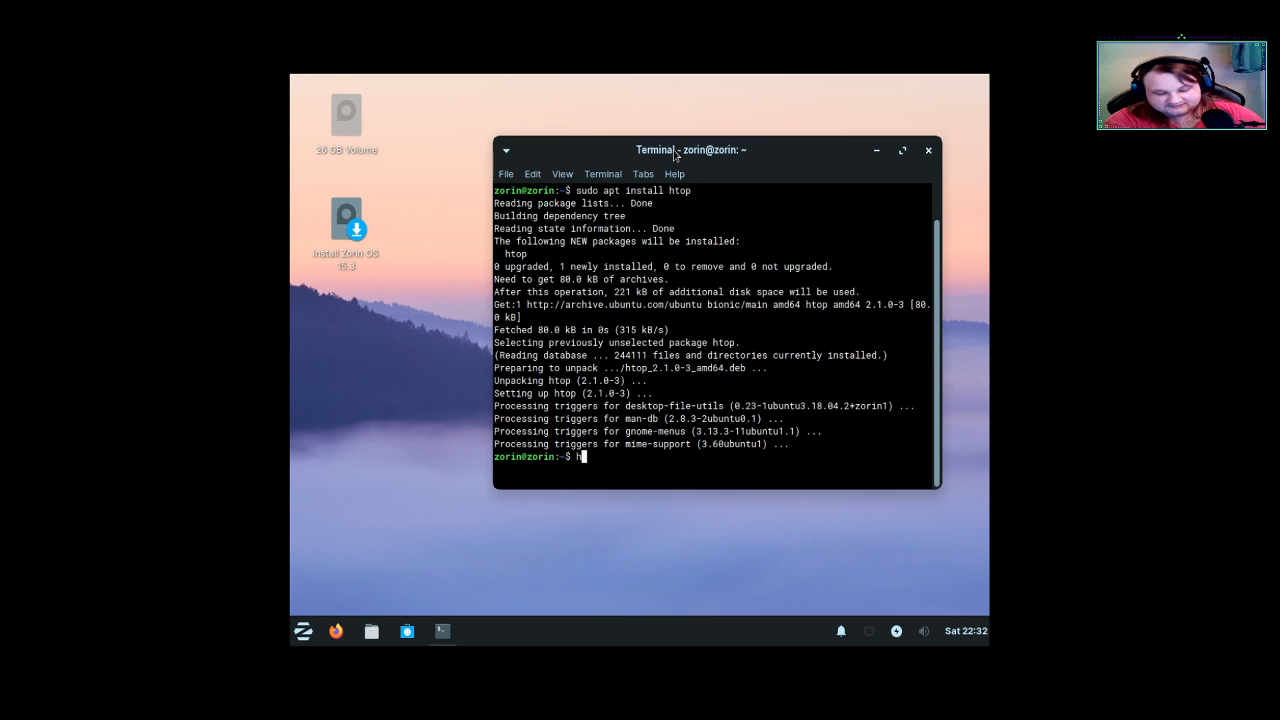 26 GB Volume
Install Zorin OS
15.3
Terminal - zorin@zorin: ~
File Edit View Terminal Tabs Help
zorin@zorin:~$ sudo apt install htop
Reading package lists... Done
Building dependency tree
Reading state information... Done
The following NEW packages will be installed:
htop
0 upgraded, 1 newly installed, 0 to remove and 0 not upgraded.
Need to get 80.0 kB of archives.
After this operation, 221 kB of additional disk space will be used.
Get:1 http://archive.ubuntu.com/ubuntu bionic/main amd64 htop amd64 2.1.0-3 [80.
0 kB]
Fetched 80.0 kB in 0s (315 kB/s)
Selecting previously unselected package htop.
(Reading database ... 244111 files and directories currently installed.)
Preparing to unpack .../htop_2.1.0-3_amd64.deb ...
Unpacking htop (2.1.0-3) ...
Setting up htop (2.1.0-3) ...
Processing triggers for desktop-file-utils (0.23-1ubuntu3.18.04.2+zorin1) ...
Processing triggers for man-db (2.8.3-2ubuntu0.1) ...
Processing triggers for gnome-menus (3.13.3-11ubuntu1.1) ...
Processing triggers for mime-support (3.60ubuntu1) ...
zorin@zorin:~$ h
Sat 22:32